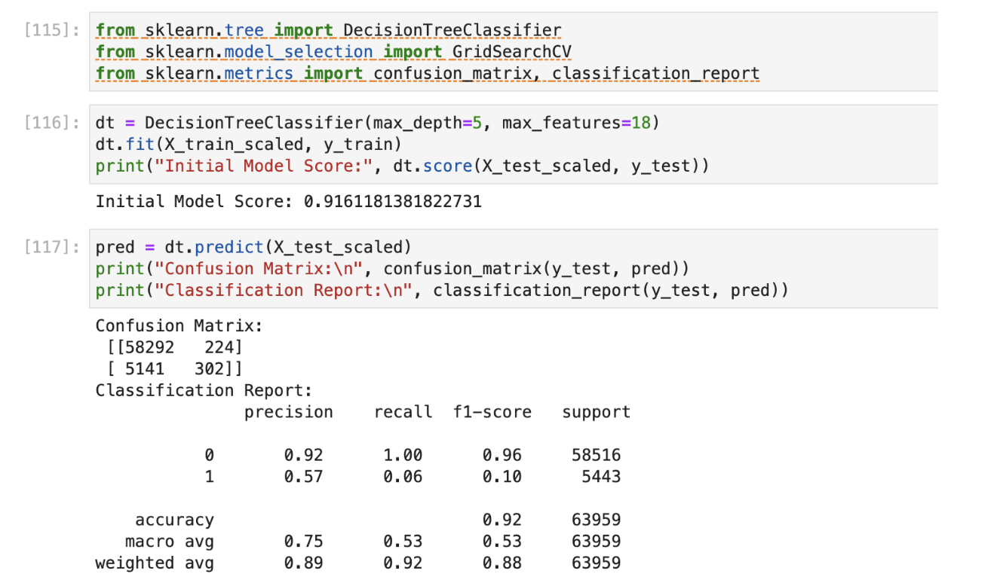 [115]: from sklearn.tree import DecisionTreeClassifier
from sklearn.model_selection import GridSearchCV
from sklearn.metrics import confusion_matrix, classification_report
[116]: dt = DecisionTreeClassifier(max_depth=5, max_features=18)
dt.fit(X_train_scaled, y_train)
print("Initial Model Score:", dt.score(X_test_scaled, y_test))
Initial Model Score: 0.9161181381822731
[117]: pred = dt.predict(X_test_scaled)
print("Confusion Matrix:\n", confusion_matrix(y_test, pred))
print("Classification Report:\n", classification_report(y_test, pred))
Confusion Matrix:
[[58292 224]
[ 5141 302]]
Classification Report:
precision recall f1-score support
0 0.92 1.00 0.96 58516
1 0.57 0.06 0.10 5443
accuracy 0.92 63959
macro avg 0.75 0.53 0.53 63959
weighted avg 0.89 0.92 0.88 63959